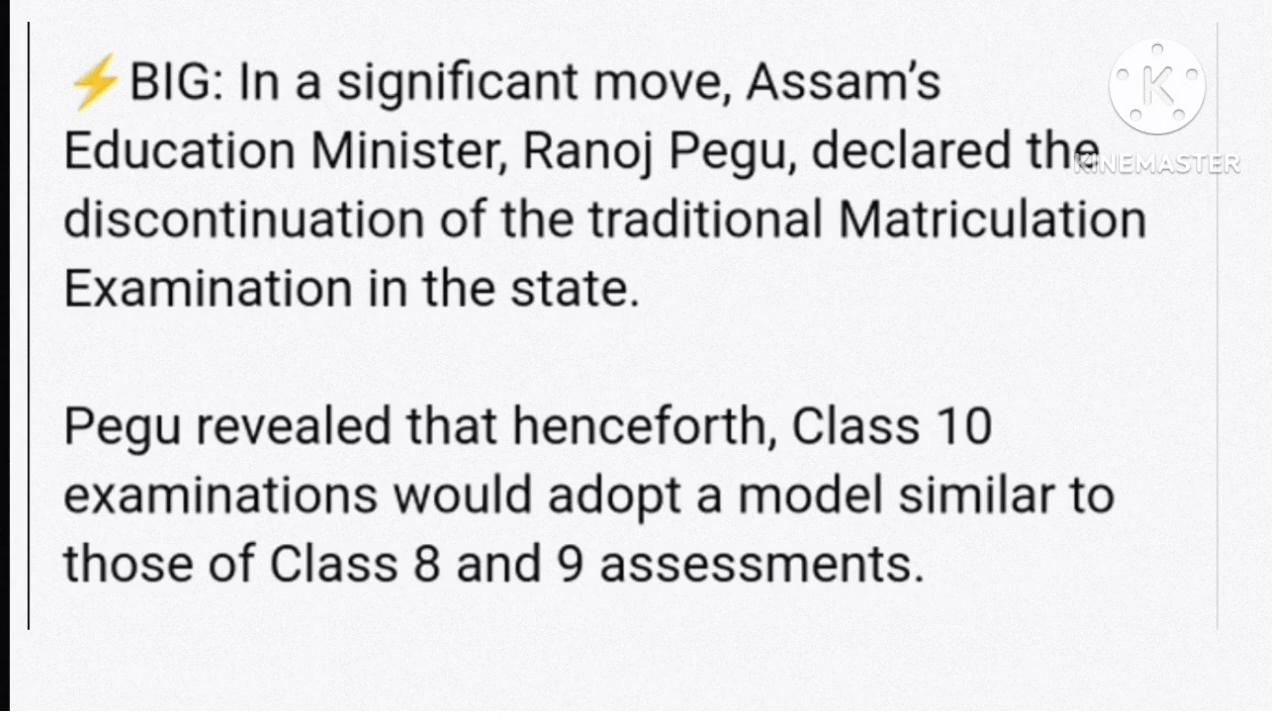 ⚡BIG: In a significant move, Assam’s
K
Education Minister, Ranoj Pegu, declared the
KINEMASTER
discontinuation of the traditional Matriculation
Examination in the state.
Pegu revealed that henceforth, Class 10
examinations would adopt a model similar to
those of Class 8 and 9 assessments.